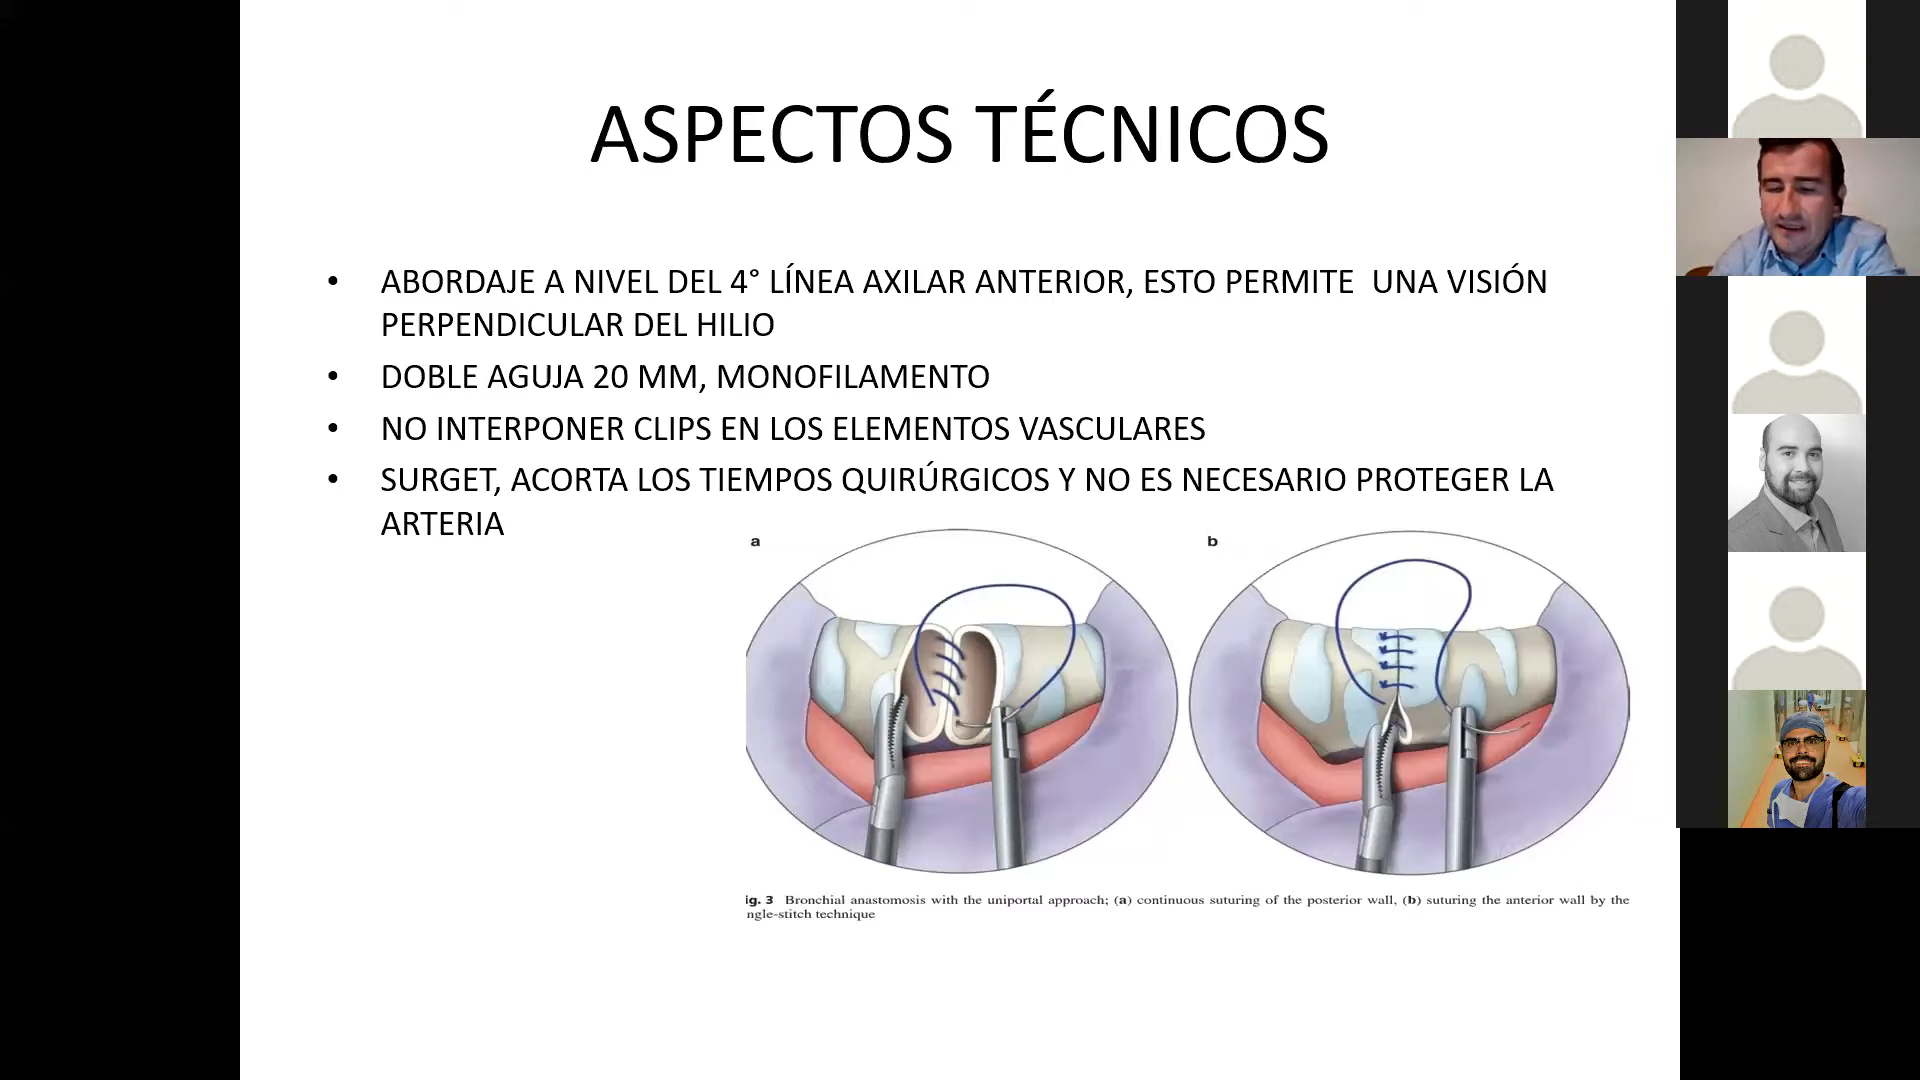 ASPECTOS TÉCNICOS
• ABORDAJE A NIVEL DEL 4° LÍNEA AXILAR ANTERIOR, ESTO PERMITE UNA VISIÓN
PERPENDICULAR DEL HILIO
• DOBLE AGUJA 20 MM, MONOFILAMENTO
• NO INTERPONER CLIPS EN LOS ELEMENTOS VASCULARES
• SURGET, ACORTA LOS TIEMPOS QUIRÚRGICOS Y NO ES NECESARIO PROTEGER LA
ARTERIA
a
b
ig. 3 Bronchial anastomosis with the uniportal approach; (a) continuous suturing of the posterior wall, (b) suturing the anterior wall by the
ngle-stitch technique